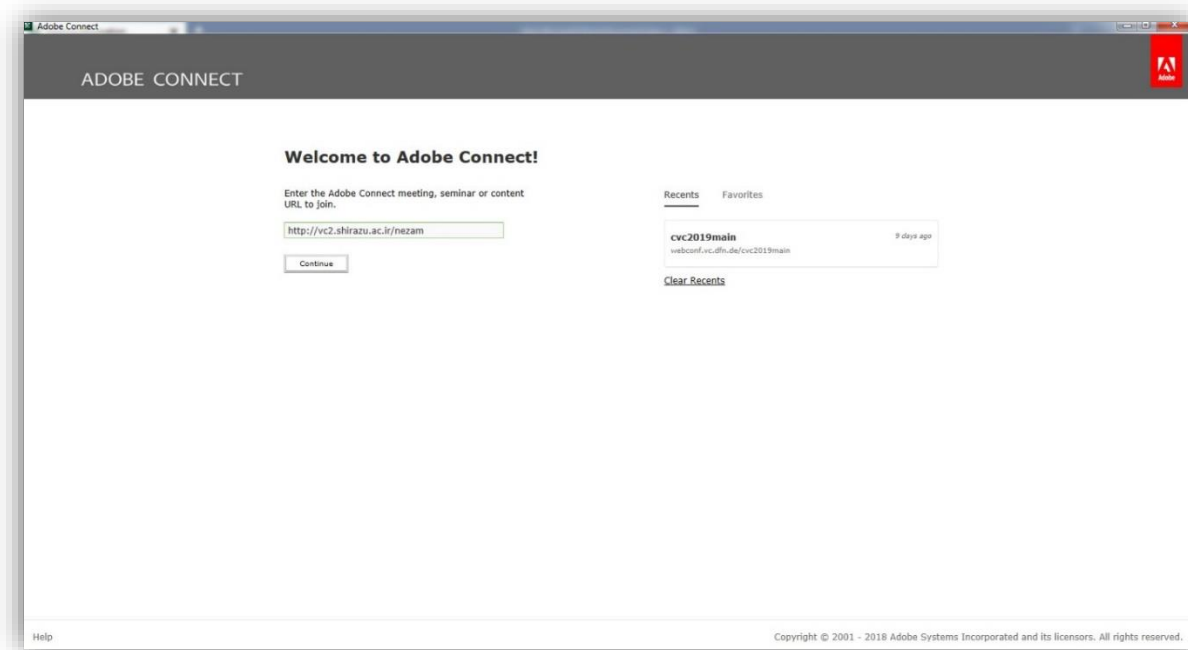 Adobe Connect
ADOBE CONNECT
Adobe
Welcome to Adobe Connect!
Enter the Adobe Connect meeting, seminar or content
URL to join.
http://vc2.shirazu.ac.ir/nezam
Continue
Recents Favorites
cvc2019main 9 days ago
webconf.vc.dfn.de/cvc2019main
Clear Recents
Help
Copyright © 2001 - 2018 Adobe Systems Incorporated and its licensors. All rights reserved.